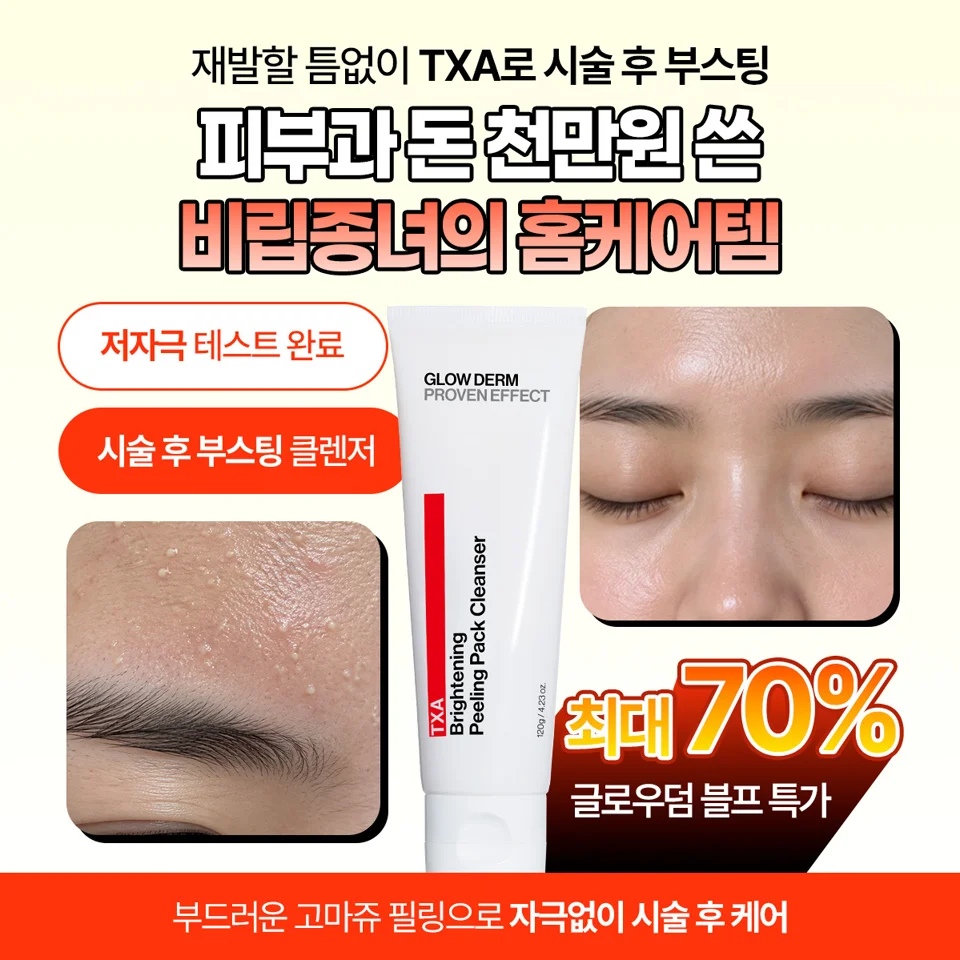 재발할 틈없이 TXA로 시술 후 부스팅
피부과 돈 천만원 쓴
비립종녀의 홈케어템
저자극 테스트 완료
시술 후 부스팅 클렌저
GLOW DERM
PROVEN EFFECT
TXA
Brightening
Peeling Pack Cleanser
120g / 4.23 oz.
최대 70%
글로우덤 블프 특가
부드러운 고마쥬 필링으로 자극없이 시술 후 케어